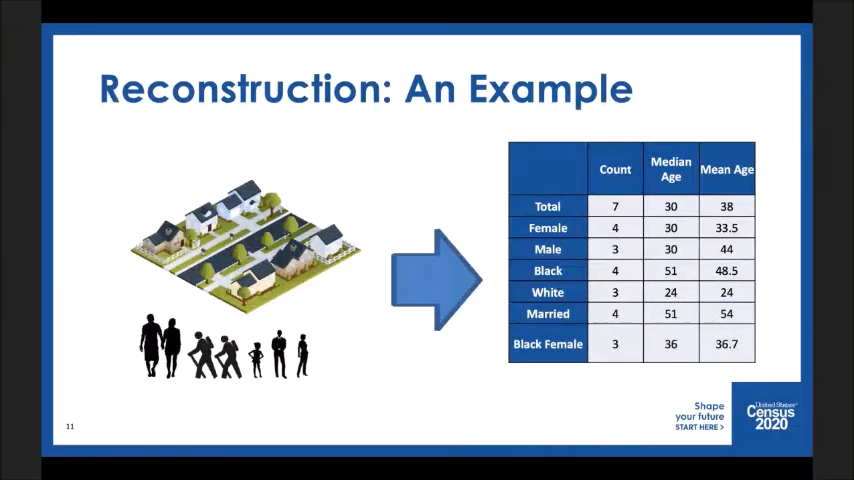 Reconstruction: An Example
Count Median Age Mean Age
Total 7 30 38
Female 4 30 33.5
Male 3 30 44
Black 4 51 48.5
White 3 24 24
Married 4 51 54
Black Female 3 36 36.7
Shape
your future
START HERE >
United States®
Census
2020
11